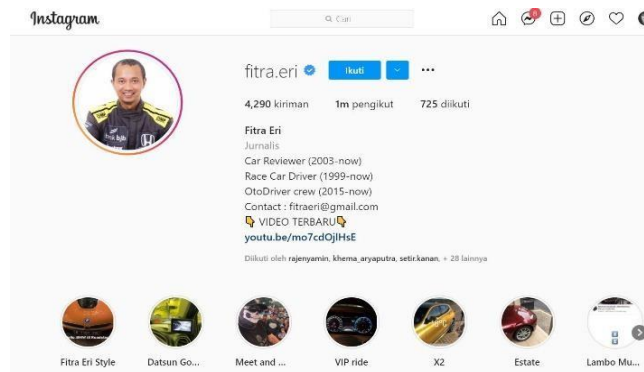 Instagram
Cari
8
fitra.eri Ikuti
4,290 kiriman 1m pengikut 725 diikuti
Fitra Eri
Jurnalis
Car Reviewer (2003-now)
Race Car Driver (1999-now)
OtoDriver crew (2015-now)
Contact : fitraeri@gmail.com
👇 VIDEO TERBARU👇
youtu.be/mo7cdOjlHsE
Diikuti oleh rajenyamin, khema_aryaputra, setir.kanan, + 28 lainnya
Fitra Eri Style Datsun Go... Meet and ... VIP ride X2 Estate Lambo Mu...